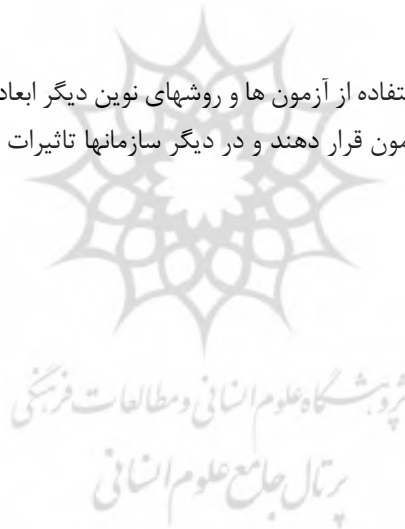 تفاده از آزمون ها و روشهای نوین دیگر ابعاد
مون قرار دهند و در دیگر سازمانها تاثیرات
پژوهشگاه علوم انسانی و مطالعات فرهنگی
پرتال جامع علوم انسانی